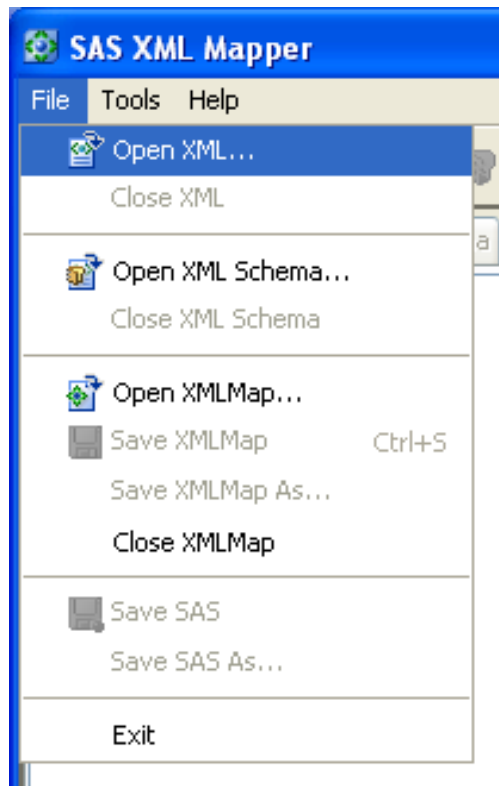 SAS XML Mapper
File Tools Help
Open XML...
Close XML
a
Open XML Schema...
Close XML Schema
Open XMLMap...
Save XMLMap Ctrl+S
Save XMLMap As...
Close XMLMap
Save SAS
Save SAS As...
Exit